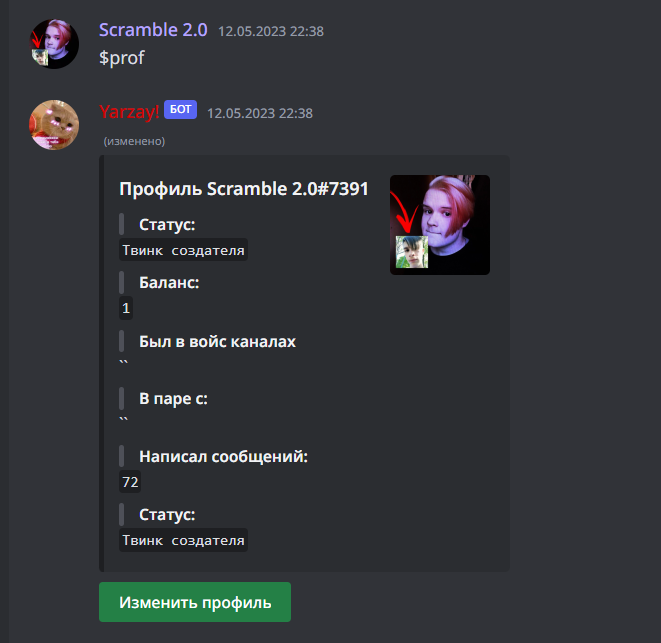 Scramble 2.0 12.05.2023 22:38
$prof
Yarzay! БОТ 12.05.2023 22:38
(изменено)
Профиль Scramble 2.0#7391
Статус:
Твинк создателя
Баланс:
1
Был в войс каналах
``
В паре с:
``
Написал сообщений:
72
Статус:
Твинк создателя
Изменить профиль